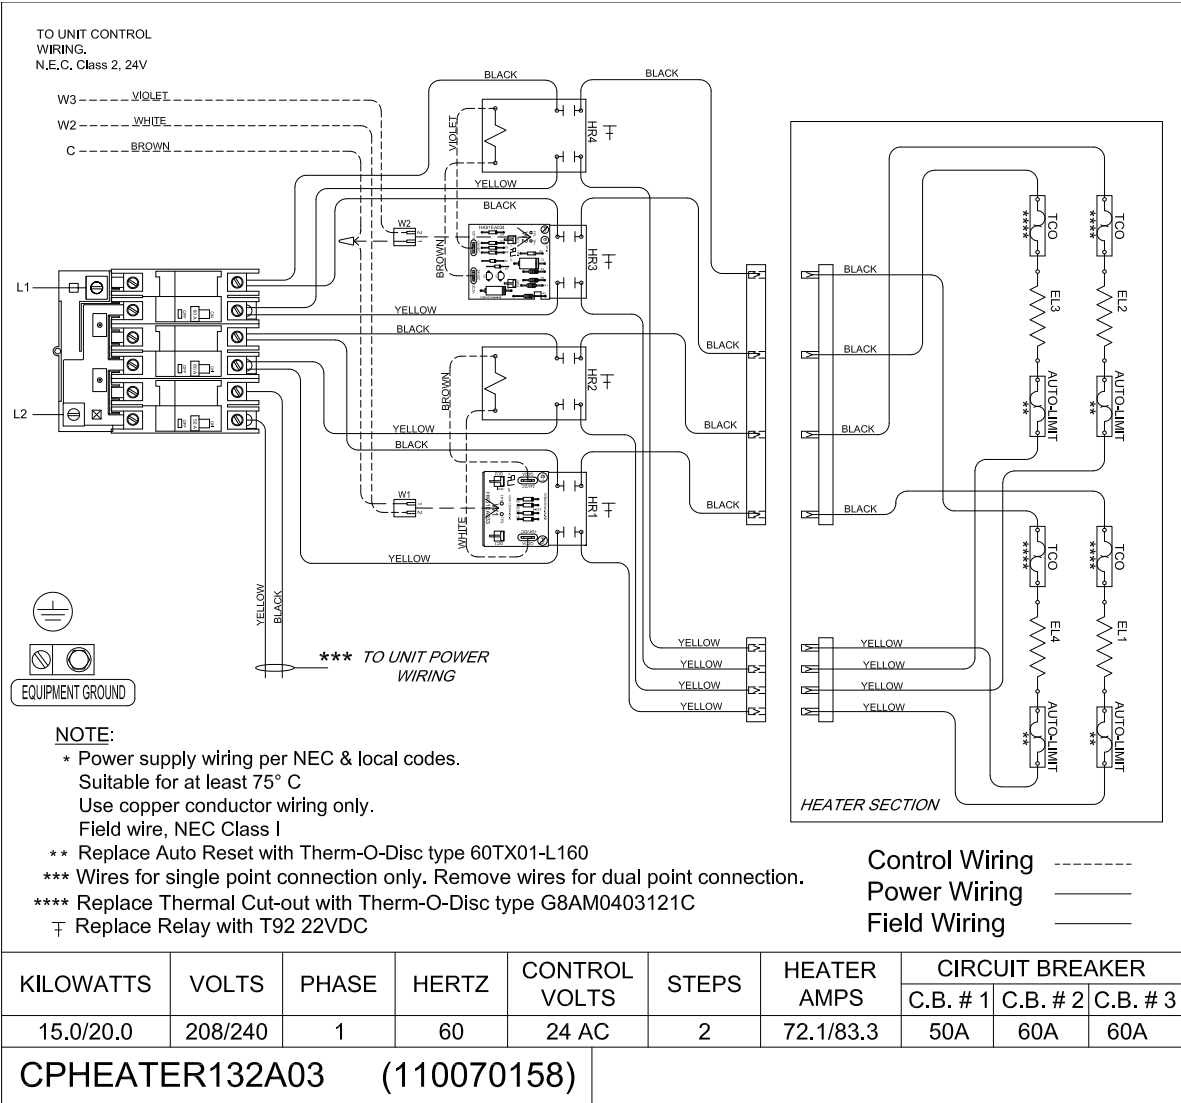 TO UNIT CONTROL
WIRING.
N.E.C. Class 2, 24V
W3
VIOLET
W2
WHITE
C
BROWN
BLACK
BLACK
VIOLET
HR4
YELLOW
BLACK
W2
BROWN
HR3
L1
L2
YELLOW
BLACK
BROWN
HR2
YELLOW
BLACK
W1
WHITE
HR1
YELLOW
YELLOW
BLACK
BLACK
BLACK
BLACK
YELLOW
YELLOW
YELLOW
YELLOW
BLACK
BLACK
BLACK
BLACK
YELLOW
YELLOW
YELLOW
YELLOW
TCO
****
TCO
****
EL3
EL2
AUTO-LIMIT
**
AUTO-LIMIT
**
TCO
****
TCO
****
EL4
EL1
AUTO-LIMIT
**
AUTO-LIMIT
**
HEATER SECTION
*** TO UNIT POWER
WIRING
EQUIPMENT GROUND
NOTE:
* Power supply wiring per NEC & local codes.
Suitable for at least 75° C
Use copper conductor wiring only.
Field wire, NEC Class I
** Replace Auto Reset with Therm-O-Disc type 60TX01-L160
*** Wires for single point connection only. Remove wires for dual point connection.
**** Replace Thermal Cut-out with Therm-O-Disc type G8AM0403121C
Replace Relay with T92 22VDC
Control Wiring
Power Wiring
Field Wiring
KILOWATTS VOLTS PHASE HERTZ CONTROL VOLTS STEPS HEATER AMPS CIRCUIT BREAKER
C.B. # 1 C.B. # 2 C.B. # 3
15.0/20.0 208/240 1 60 24 AC 2 72.1/83.3 50A 60A 60A
CPHEATER132A03 (110070158)